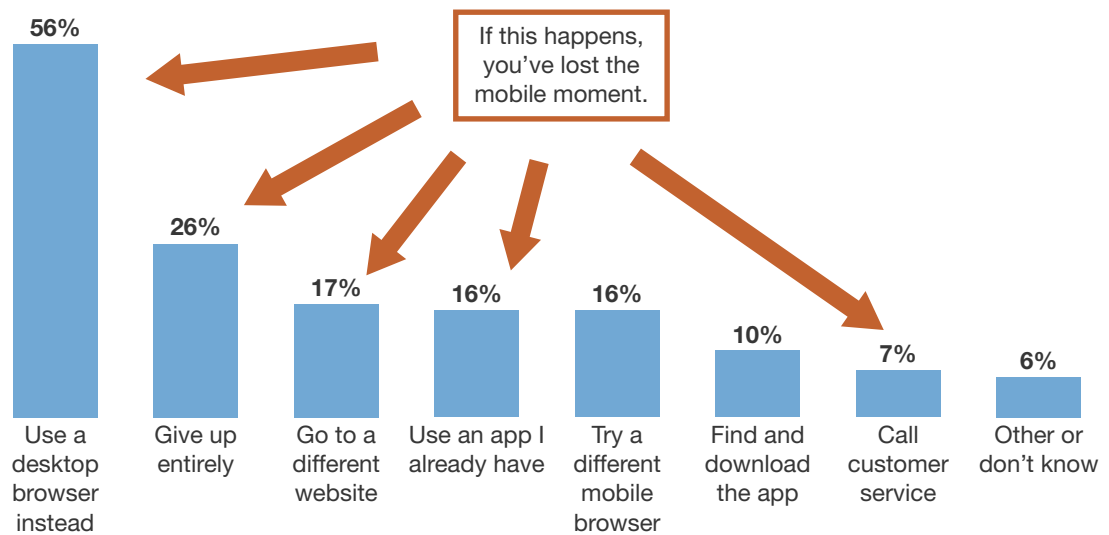 56%
If this happens,
you've lost the
mobile moment.
26%
17%
16%
16%
10%
7%
6%
Use a
desktop
browser
instead
Give up
entirely
Go to a
different
website
Use an app I
already have
Try a
different
mobile
browser
Find and
download
the app
Call
customer
service
Other or
don't know